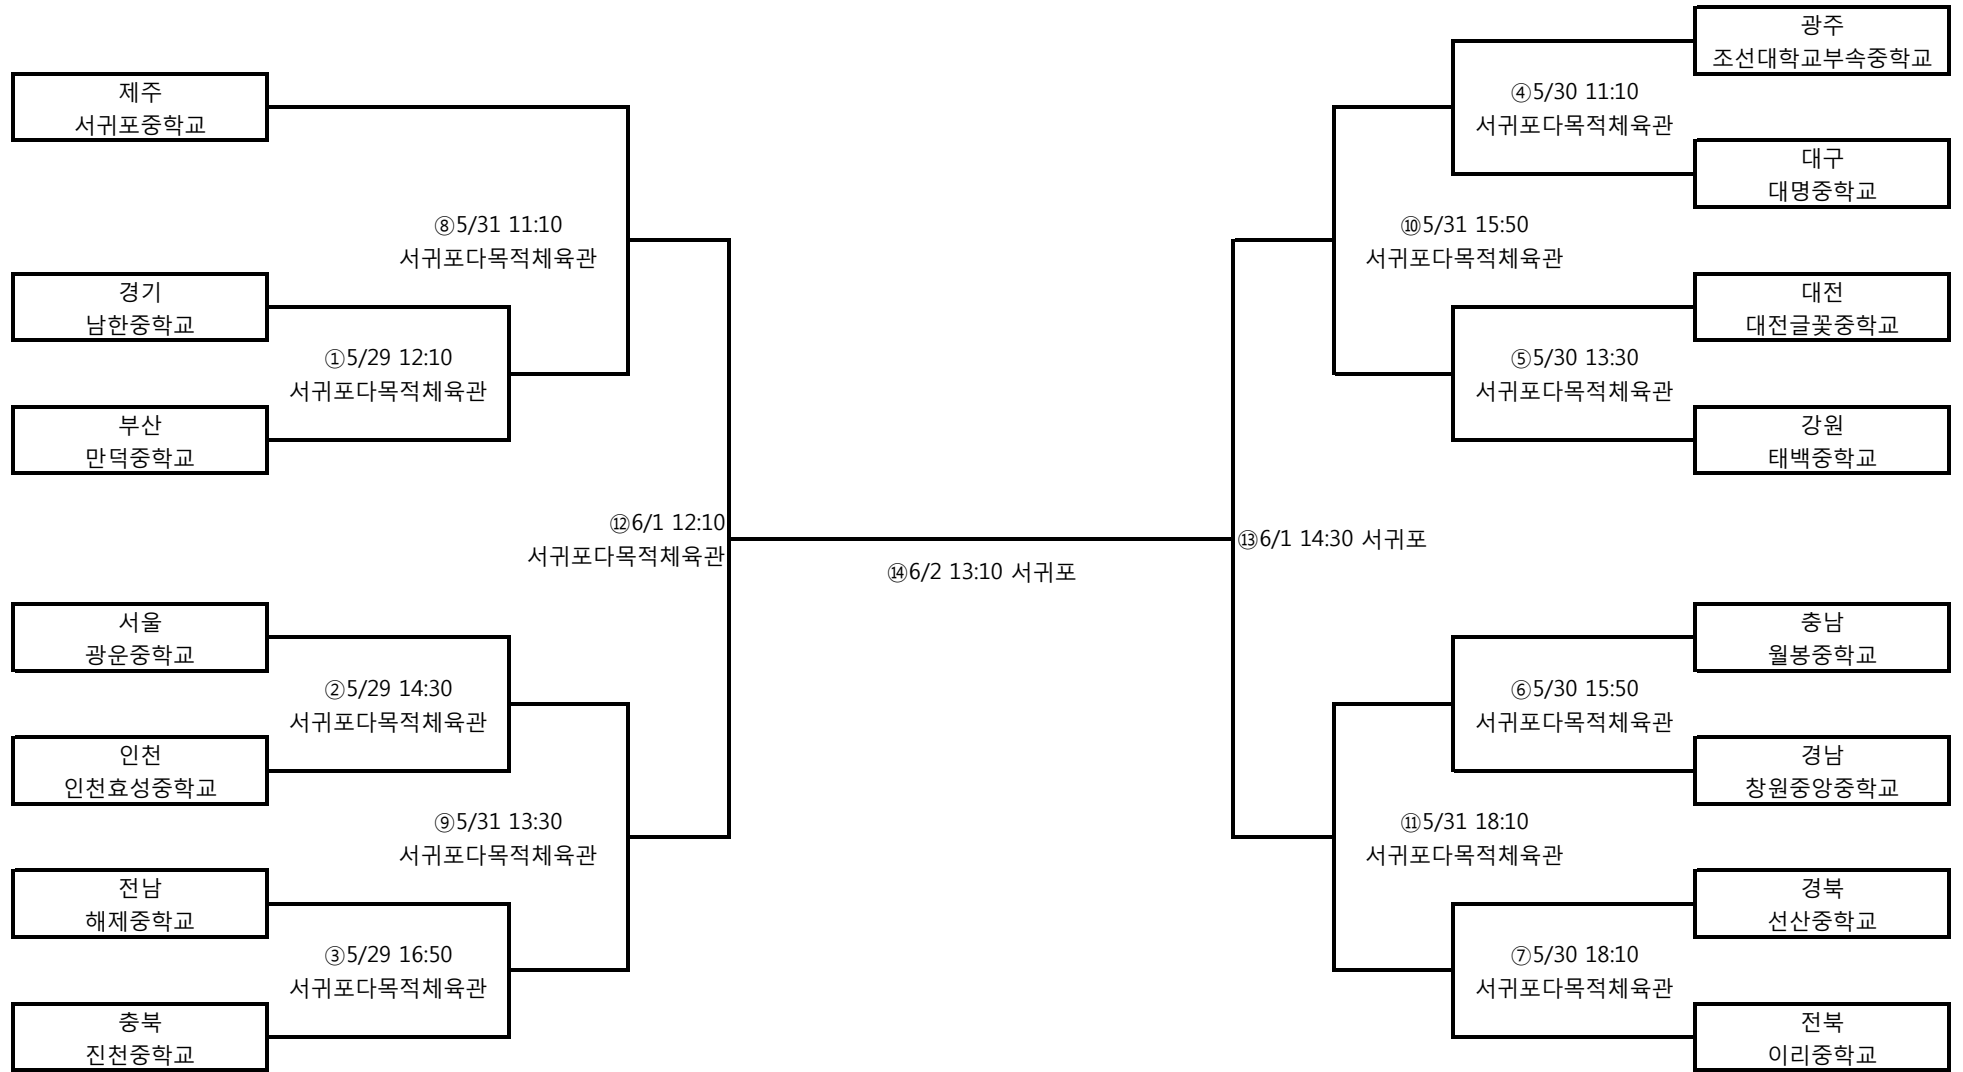 제주
서귀포중학교
⑧5/31 11:10
서귀포다목적체육관
경기
남한중학교
①5/29 12:10
서귀포다목적체육관
부산
만덕중학교
⑫6/1 12:10
서귀포다목적체육관
서울
광운중학교
②5/29 14:30
서귀포다목적체육관
인천
인천효성중학교
⑨5/31 13:30
서귀포다목적체육관
전남
해제중학교
③5/29 16:50
서귀포다목적체육관
충북
진천중학교
⑭6/2 13:10 서귀포
광주
조선대학교부속중학교
④5/30 11:10
서귀포다목적체육관
대구
대명중학교
⑩5/31 15:50
서귀포다목적체육관
대전
대전글꽃중학교
⑤5/30 13:30
서귀포다목적체육관
강원
태백중학교
⑬6/1 14:30 서귀포
충남
월봉중학교
⑥5/30 15:50
서귀포다목적체육관
경남
창원중앙중학교
⑪5/31 18:10
서귀포다목적체육관
경북
선산중학교
⑦5/30 18:10
서귀포다목적체육관
전북
이리중학교